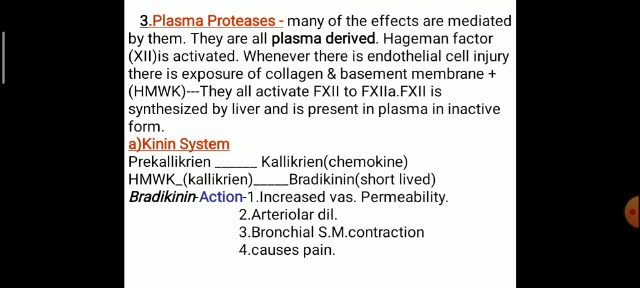 3.Plasma Proteases - many of the effects are mediated
by them. They are all plasma derived. Hageman factor
(XII)is activated. Whenever there is endothelial cell injury
there is exposure of collagen & basement membrane +
(HMWK)---They all activate FXII to FXIIa.FXII is
synthesized by liver and is present in plasma in inactive
form.
a)Kinin System
Prekallikrien ______ Kallikrien(chemokine)
HMWK_(kallikrien)_____Bradikinin(short lived)
Bradikinin-Action-1.Increased vas. Permeability.
2.Arteriolar dil.
3.Bronchial S.M.contraction
4.causes pain.